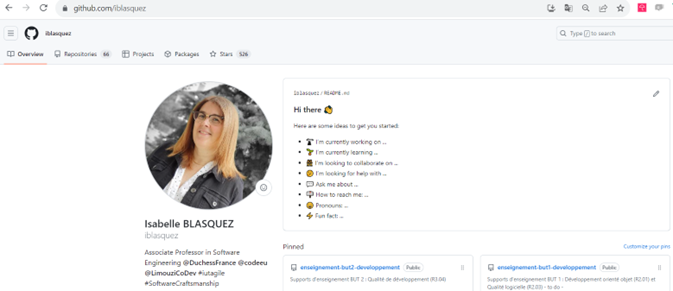 github.com/iblasquez
iblasquez
Type / to search
Overview
Repositories 66
Projects
Packages
Stars 526
iblasquez / README.md
Hi there
Here are some ideas to get you started:
I'm currently working on ...
I'm currently learning ...
I'm looking to collaborate on ...
I'm looking for help with ...
Ask me about ...
How to reach me: ...
Pronouns: ...
Fun fact: ...
Isabelle BLASQUEZ
iblasquez
Associate Professor in Software
Engineering @DuchessFrance @codeeu
@LimouziCoDev #iutagile
#SoftwareCraftsmanship
Pinned
Customize your pins
enseignement-but2-developpement Public
Supports d'enseignement BUT 2 : Qualité de développement (R3.04)
enseignement-but1-developpement Public
Supports d'enseignement BUT 1 : Développement orienté objet (R2.01) et
Qualité logicielle (R2.03) - to do -